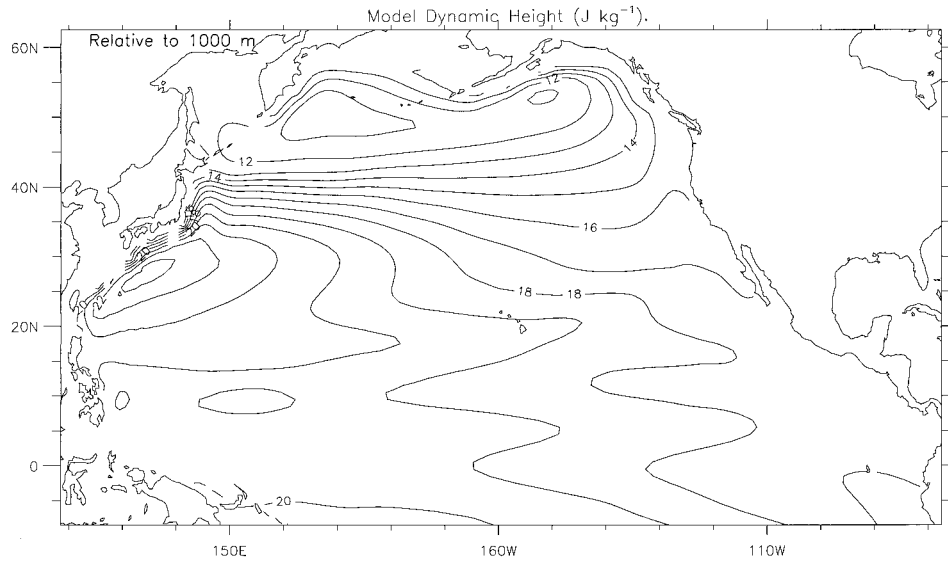 Model Dynamic Height (J kg⁻¹).
60N
Relative to 1000 m
12
14
12
40N
14
16
18
18
20N
0
20
150E
160W
110W